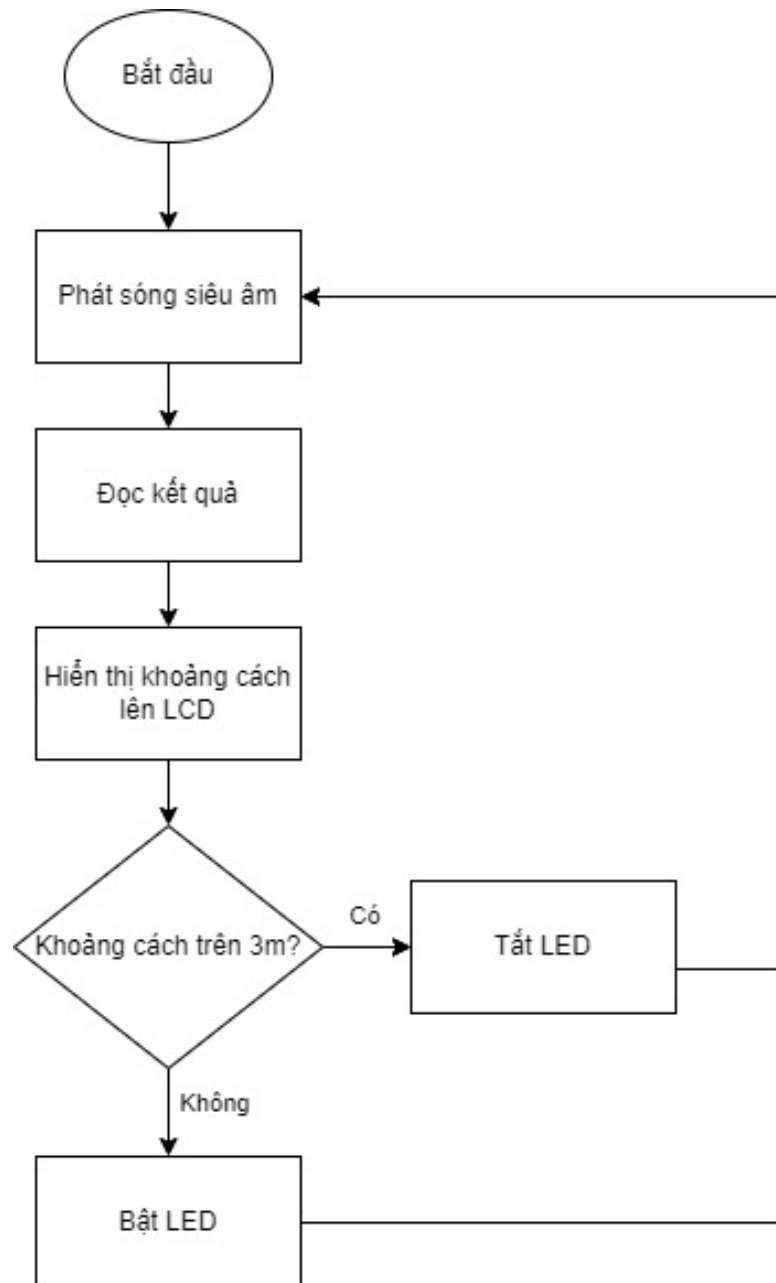 Bắt đầu
Phát sóng siêu âm
Đọc kết quả
Hiển thị khoảng cách
lên LCD
Khoảng cách trên 3m?
Có
Tắt LED
Không
Bật LED